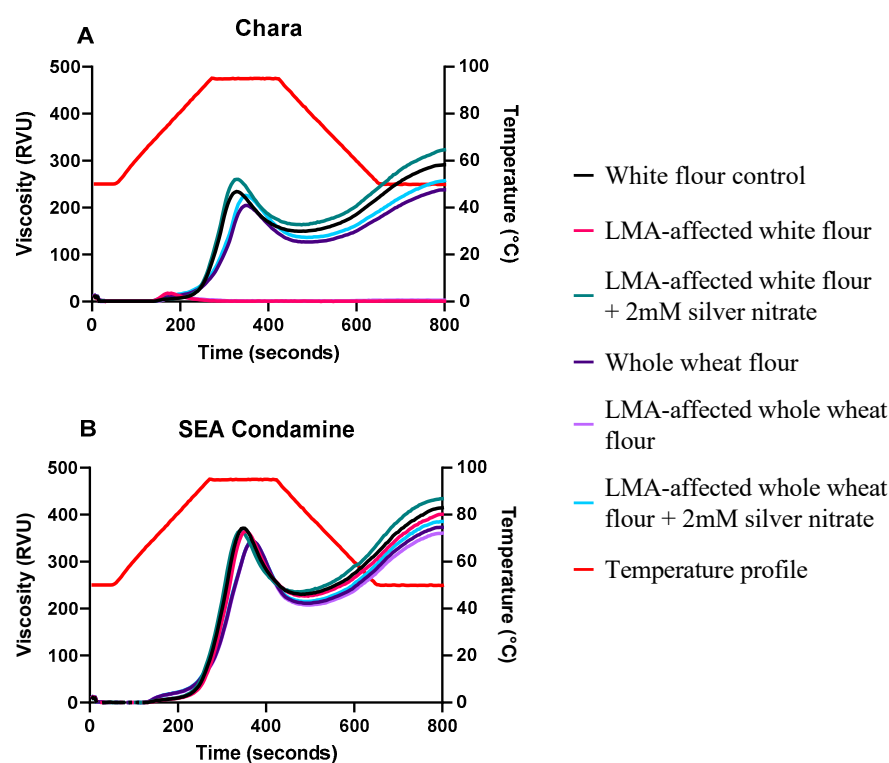 A
Chara
500
400
300
200
100
0
Viscosity (RVU)
100
80
60
40
20
0
Temperature (°C)
0
200
400
600
800
Time (seconds)
B
SEA Condamine
500
400
300
200
100
0
Viscosity (RVU)
100
80
60
40
20
0
Temperature (°C)
0
200
400
600
800
Time (seconds)
White flour control
LMA-affected white flour
LMA-affected white flour
+ 2mM silver nitrate
Whole wheat flour
LMA-affected whole wheat
flour
LMA-affected whole wheat
flour + 2mM silver nitrate
Temperature profile